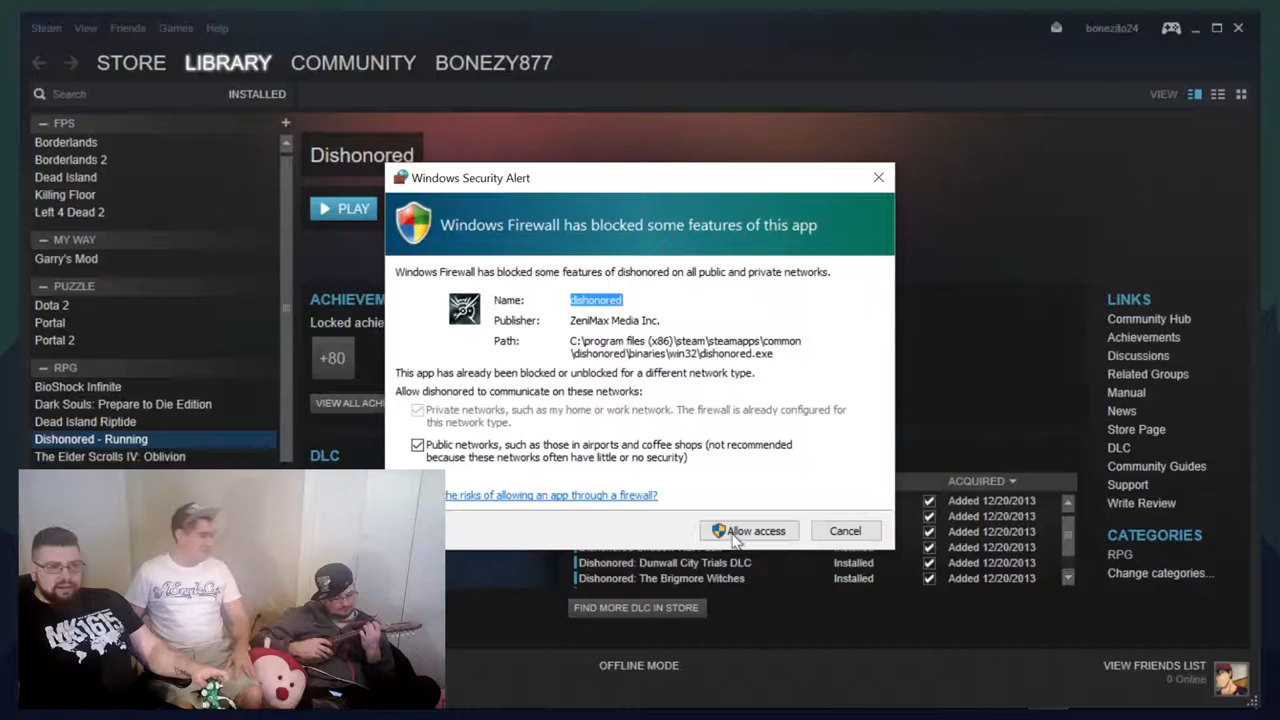 Steam View Friends Games Help
bonezito24
STORE LIBRARY COMMUNITY BONEZY877
Search INSTALLED
VIEW
— FPS +
Borderlands
Borderlands 2
Dead Island
Killing Floor
Left 4 Dead 2
— MY WAY
Garry's Mod
— PUZZLE
Dota 2
Portal
Portal 2
— RPG
BioShock Infinite
Dark Souls: Prepare to Die Edition
Dead Island Riptide
Dishonored - Running
The Elder Scrolls IV: Oblivion
Dishonored
PLAY
ACHIEVEM
Locked achie
+80
VIEW ALL ACHI
DLC
Windows Security Alert
Windows Firewall has blocked some features of this app
Windows Firewall has blocked some features of dishonored on all public and private networks.
Name: dishonored
Publisher: ZeniMax Media Inc.
Path: C:\program files (x86)\steam\steamapps\common
\dishonored\binaries\win32\dishonored.exe
This app has already been blocked or unblocked for a different network type.
Allow dishonored to communicate on these networks:
Private networks, such as my home or work network. The firewall is already configured for
this network type.
Public networks, such as those in airports and coffee shops (not recommended
because these networks often have little or no security)
the risks of allowing an app through a firewall?
Allow access Cancel
ACQUIRED
Added 12/20/2013
Added 12/20/2013
Added 12/20/2013
Added 12/20/2013
Dishonored: Dunwall City Trials DLC Installed Added 12/20/2013
Dishonored: The Brigmore Witches Installed Added 12/20/2013
FIND MORE DLC IN STORE
LINKS
Community Hub
Achievements
Discussions
Related Groups
Manual
News
Store Page
DLC
Community Guides
Support
Write Review
CATEGORIES
RPG
Change categories...
OFFLINE MODE
VIEW FRIENDS LIST
0 Online
MK1615